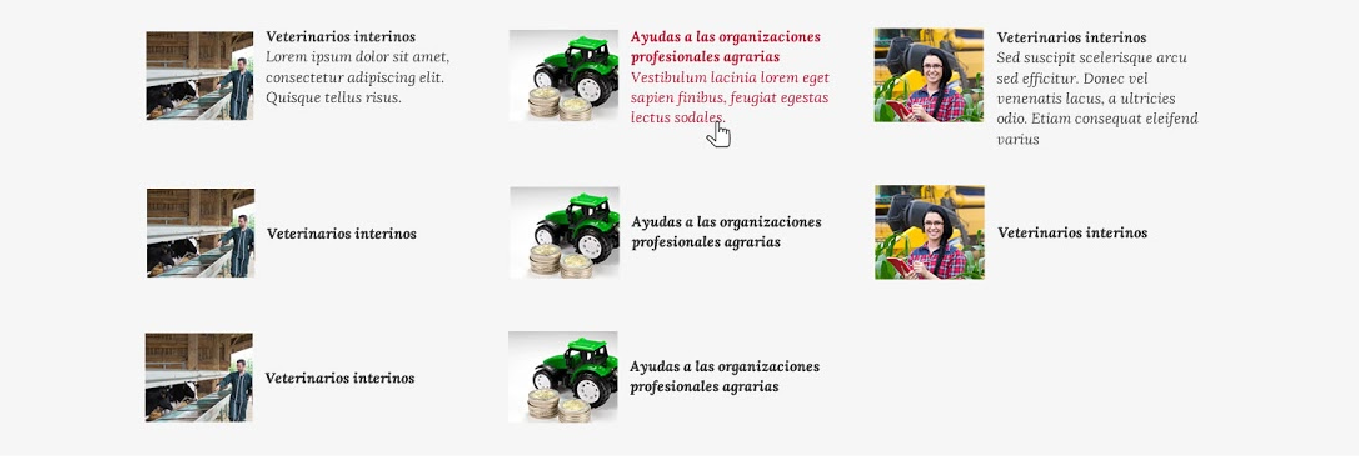 Veterinarios interinos
Lorem ipsum dolor sit amet,
consectetur adipiscing elit.
Quisque tellus risus.
Ayudas a las organizaciones
profesionales agrarias
Vestibulum lacinia lorem eget
sapien finibus, feugiat egestas
lectus sodales.
Veterinarios interinos
Sed suscipit scelerisque arcu
sed efficitur. Donec vel
venenatis lacus, a ultricies
odio. Etiam consequat eleifend
varius
Veterinarios interinos
Ayudas a las organizaciones
profesionales agrarias
Veterinarios interinos
Veterinarios interinos
Ayudas a las organizaciones
profesionales agrarias